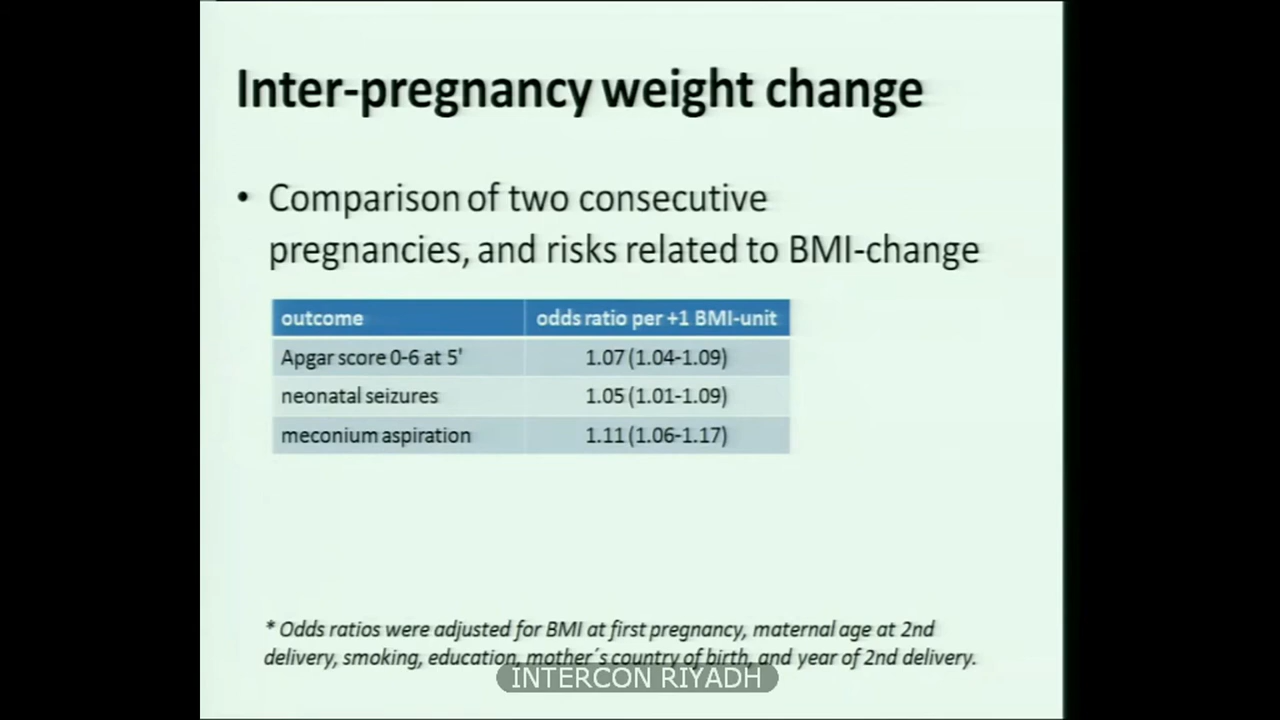 Inter-pregnancy weight change
• Comparison of two consecutive
pregnancies, and risks related to BMI-change
outcome odds ratio per +1 BMI-unit
Apgar score 0-6 at 5' 1.07 (1.04-1.09)
neonatal seizures 1.05 (1.01-1.09)
meconium aspiration 1.11 (1.06-1.17)
* Odds ratios were adjusted for BMI at first pregnancy, maternal age at 2nd
delivery, smoking, education, mother´s country of birth, and year of 2nd delivery.
INTERCON RIYADH